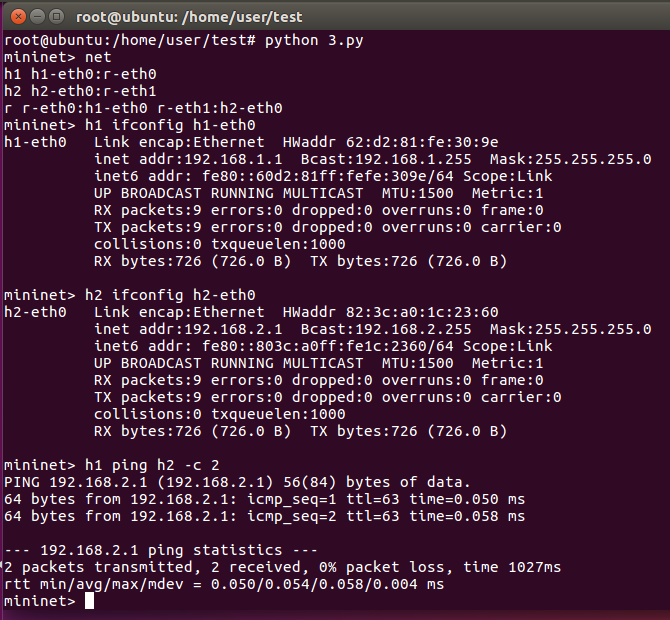 root@ubuntu: /home/user/test
root@ubuntu:/home/user/test# python 3.py
mininet> net
h1 h1-eth0:r-eth0
h2 h2-eth0:r-eth1
r r-eth0:h1-eth0 r-eth1:h2-eth0
mininet> h1 ifconfig h1-eth0
h1-eth0   Link encap:Ethernet  HWaddr 62:d2:81:fe:30:9e
          inet addr:192.168.1.1  Bcast:192.168.1.255  Mask:255.255.255.0
          inet6 addr: fe80::60d2:81ff:fefe:309e/64 Scope:Link
          UP BROADCAST RUNNING MULTICAST  MTU:1500  Metric:1
          RX packets:9 errors:0 dropped:0 overruns:0 frame:0
          TX packets:9 errors:0 dropped:0 overruns:0 carrier:0
          collisions:0 txqueuelen:1000
          RX bytes:726 (726.0 B)  TX bytes:726 (726.0 B)

mininet> h2 ifconfig h2-eth0
h2-eth0   Link encap:Ethernet  HWaddr 82:3c:a0:1c:23:60
          inet addr:192.168.2.1  Bcast:192.168.2.255  Mask:255.255.255.0
          inet6 addr: fe80::803c:a0ff:fe1c:2360/64 Scope:Link
          UP BROADCAST RUNNING MULTICAST  MTU:1500  Metric:1
          RX packets:9 errors:0 dropped:0 overruns:0 frame:0
          TX packets:9 errors:0 dropped:0 overruns:0 carrier:0
          collisions:0 txqueuelen:1000
          RX bytes:726 (726.0 B)  TX bytes:726 (726.0 B)

mininet> h1 ping h2 -c 2
PING 192.168.2.1 (192.168.2.1) 56(84) bytes of data.
64 bytes from 192.168.2.1: icmp_seq=1 ttl=63 time=0.050 ms
64 bytes from 192.168.2.1: icmp_seq=2 ttl=63 time=0.058 ms

--- 192.168.2.1 ping statistics ---
2 packets transmitted, 2 received, 0% packet loss, time 1027ms
rtt min/avg/max/mdev = 0.050/0.054/0.058/0.004 ms
mininet>